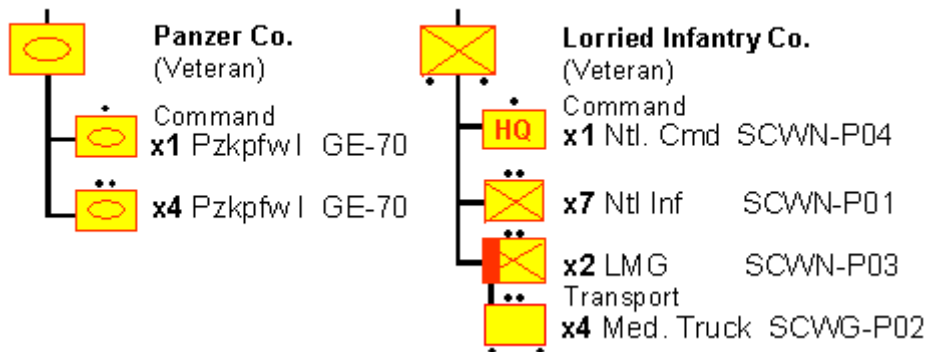 Panzer Co.
(Veteran)
Command
x1 Pzkpfw I GE-70
x4 Pzkpfw I GE-70
Lorried Infantry Co.
(Veteran)
Command
HQ x1 Ntl. Cmd SCWN-P04
x7 Ntl Inf SCWN-P01
x2 LMG SCWN-P03
Transport
x4 Med. Truck SCWG-P02